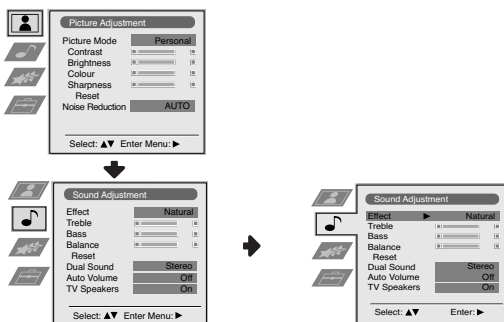 Picture Adjustment
Picture Mode Personal
Contrast
Brightness
Colour
Sharpness
Reset
Noise Reduction AUTO
Select: ▲▼ Enter Menu: ▶
Sound Adjustment
Effect Natural
Treble
Bass
Balance
Reset
Dual Sound Stereo
Auto Volume Off
TV Speakers On
Select: ▲▼ Enter Menu: ▶
Sound Adjustment
Effect ▶ Natural
Treble
Bass
Balance
Reset
Dual Sound Stereo
Auto Volume Off
TV Speakers On
Select: ▲▼ Enter: ▶